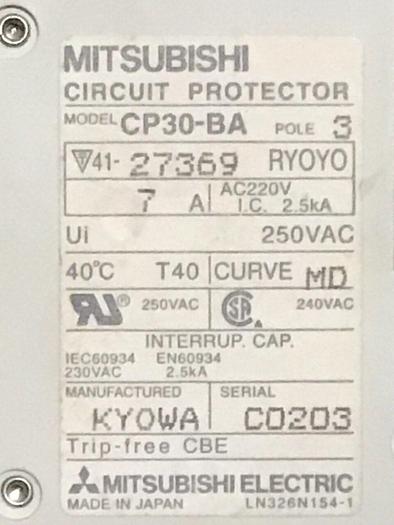 MITSUBISHI
CIRCUIT PROTECTOR
MODEL CP30-BA POLE 3
41-27369 RYOYO
7 A AC220V I.C. 2.5kA
Ui 250VAC
40°C T40 CURVE MD
RU® 250VAC SA 240VAC
INTERRUP. CAP.
IEC60934 EN60934
230VAC 2.5kA
MANUFACTURED SERIAL
KYOWA C0203
Trip-free CBE
MITSUBISHI ELECTRIC
MADE IN JAPAN LN326N154-1